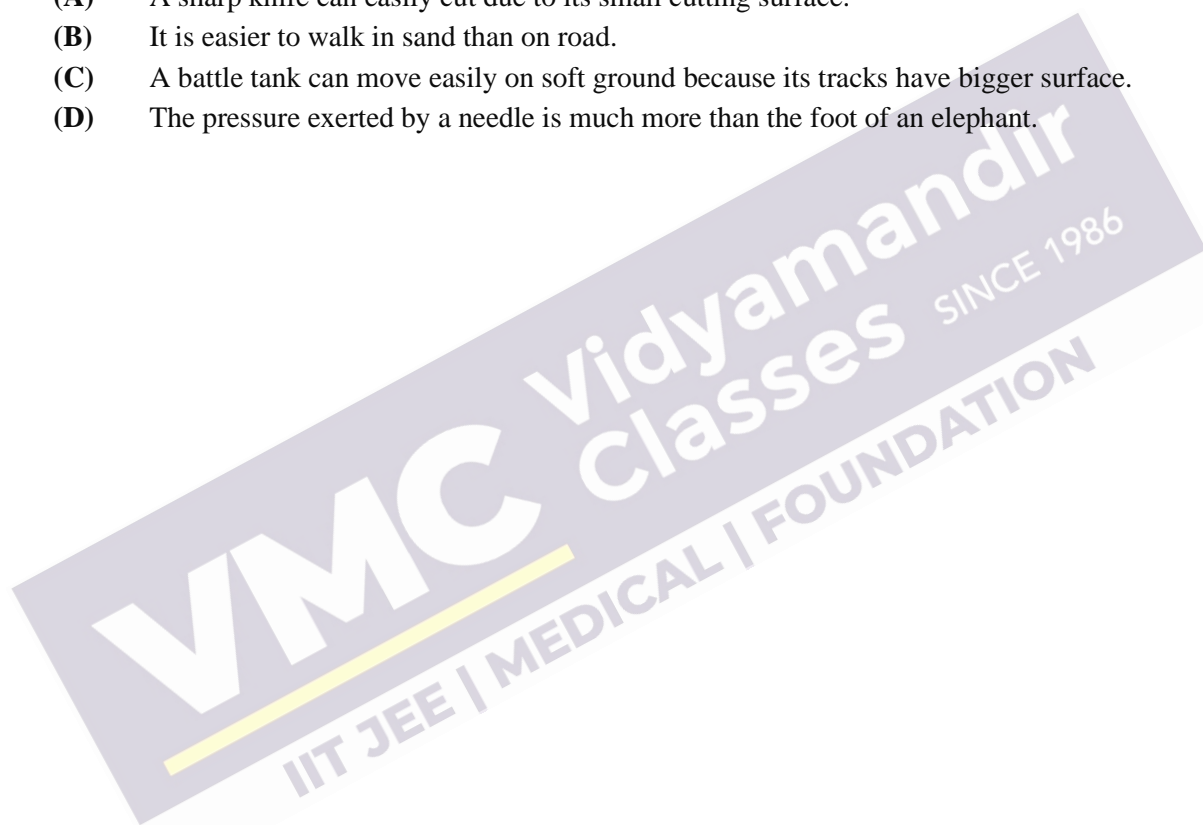 (A) A sharp knife can easily cut due to its small cutting surface.
(B) It is easier to walk in sand than on road.
(C) A battle tank can move easily on soft ground because its tracks have bigger surface.
(D) The pressure exerted by a needle is much more than the foot of an elephant.
VMC Vidyamandir Classes SINCE 1986
IIT JEE | MEDICAL | FOUNDATION